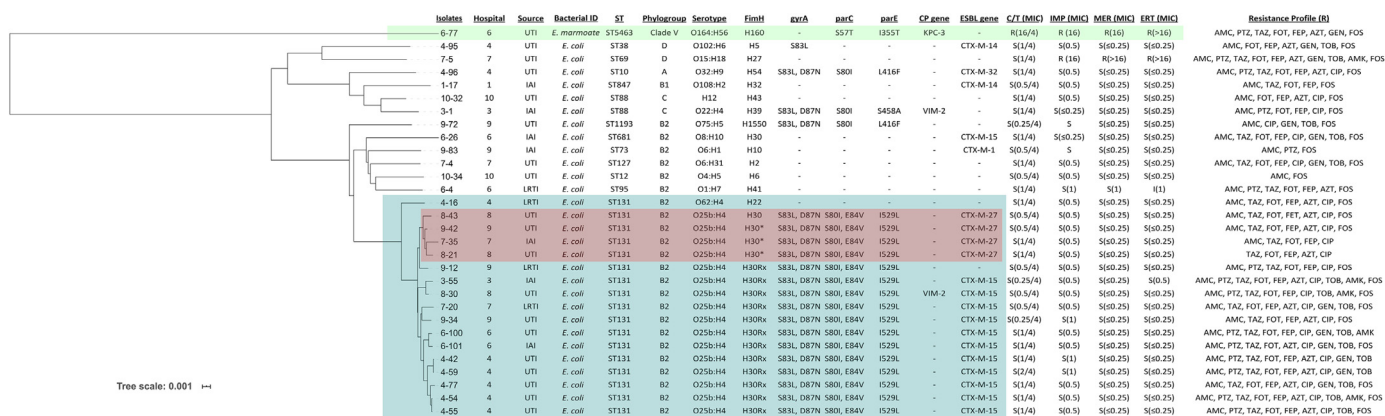 Isolates Hospital Source Bacterial ID ST Phylogroup Serotype FimH gyrA parC parE CP gene ESBL gene C/T (MIC) IMP (MIC) MER (MIC) ERT (MIC) Resistance Profile (R)
6-77 6 UTI E. marmoate ST5463 Clade V O164:H56 H160 - S57T I355T KPC-3 - R(16/4) R (16) R(16) R(>16) AMC, PTZ, TAZ, FOT, FEP, AZT, GEN, FOS
4-95 4 UTI E. coli ST38 D O102:H6 H5 S83L - - - CTX-M-14 S(1/4) S(0.5) S(≤0.25) S(≤0.25) AMC, FOT, FEP, AZT, GEN, TOB, FOS
7-5 7 UTI E. coli ST69 D O15:H18 H27 - - - - - S(1/4) R (16) R(>16) R(>16) AMC, PTZ, TAZ, FOT, FEP, AZT, GEN, TOB, AMK, FOS
4-96 4 UTI E. coli ST10 A O32:H9 H54 S83L, D87N S80I L416F - CTX-M-32 S(1/4) S(0.5) S(≤0.25) S(≤0.25) AMC, PTZ, TAZ, FOT, FEP, AZT, CIP, FOS
1-17 1 IAI E. coli ST847 B1 O108:H2 H32 - - - - CTX-M-14 S(0.5/4) S(0.5) S(≤0.25) S(≤0.25) AMC, TAZ, FOT, FEP, FOS
10-32 10 UTI E. coli ST88 C H12 H43 - - - - - S(1/4) S(0.5) S(≤0.25) S(≤0.25) AMC, FOT, FEP, AZT, CIP, FOS
3-1 3 IAI E. coli ST88 C O22:H4 H39 S83L, D87N S80I S458A VIM-2 - S(1/4) S(≤0.25) S(≤0.25) S(≤0.25) AMC, PTZ, FOT, FEP, AZT, CIP, FOS
9-72 9 UTI E. coli ST1193 B2 O75:H5 H1550 S83L, D87N S80I L416F - - S(0.25/4) S S(≤0.25) S(≤0.25) AMC, CIP, GEN, TOB, FOS
6-26 6 IAI E. coli ST681 B2 O8:H10 H30 - - - - CTX-M-15 S(1/4) S(≤0.25) S(≤0.25) S(≤0.25) AMC, TAZ, FOT, FEP, CIP, GEN, TOB, FOS
9-83 9 IAI E. coli ST73 B2 O6:H1 H10 - - - - CTX-M-1 S(0.5/4) S S(≤0.25) S(≤0.25) AMC, PTZ, FOS
7-4 7 UTI E. coli ST127 B2 O6:H31 H2 - - - - - S(1/4) S(0.5) S(≤0.25) S(≤0.25) AMC, TAZ, FOT, FEP, CIP, GEN, TOB, FOS
10-34 10 UTI E. coli ST12 B2 O4:H5 H6 - - - - - S(1/4) S(0.5) S(≤0.25) S(≤0.25) AMC, FOS
6-4 6 LRTI E. coli ST95 B2 O1:H7 H41 - - - - - S(1/4) S(1) S(1) I(1) AMC, PTZ, TAZ, FOT, FEP, AZT, FOS
4-16 4 LRTI E. coli ST131 B2 O62:H4 H22 - - - - - S(1/4) S(0.5) S(≤0.25) S(≤0.25) AMC, PTZ, TAZ, FOT, FEP, AZT, CIP, FOS
8-43 8 UTI E. coli ST131 B2 O25b:H4 H30 S83L, D87N S80I, E84V I529L - CTX-M-27 S(0.5/4) S(0.5) S(≤0.25) S(≤0.25) AMC, TAZ, FOT, FEP, AZT, CIP, FOS
9-42 9 UTI E. coli ST131 B2 O25b:H4 H30* S83L, D87N S80I, E84V I529L - CTX-M-27 S(0.5/4) S(0.5) S(≤0.25) S(≤0.25) AMC, TAZ, FOT, FEP, AZT, CIP, FOS
7-35 7 IAI E. coli ST131 B2 O25b:H4 H30* S83L, D87N S80I, E84V I529L - CTX-M-27 S(1/4) S(0.5) S(≤0.25) S(≤0.25) AMC, TAZ, FOT, FEP, CIP
8-21 8 UTI E. coli ST131 B2 O25b:H4 H30* S83L, D87N S80I, E84V I529L - CTX-M-27 S(1/4) S(0.5) S(≤0.25) S(≤0.25) TAZ, FOT, FEP, AZT, CIP
9-12 9 LRTI E. coli ST131 B2 O25b:H4 H30Rx S83L, D87N S80I, E84V I529L - - S(0.5/4) S(0.5) S(≤0.25) S(≤0.25) AMC, PTZ, TAZ, FOT, FEP, CIP, FOS
3-55 3 IAI E. coli ST131 B2 O25b:H4 H30Rx S83L, D87N S80I, E84V I529L - CTX-M-15 S(0.25/4) S(0.5) S(≤0.25) S(0.5) AMC, PTZ, TAZ, FOT, FEP, AZT, CIP, TOB, AMK, FOS
8-30 8 UTI E. coli ST131 B2 O25b:H4 H30Rx S83L, D87N S80I, E84V I529L VIM-2 CTX-M-15 S(0.5/4) S(0.5) S(≤0.25) S(≤0.25) AMC, PTZ, TAZ, FOT, FEP, CIP, TOB, AMK, FOS
7-20 7 LRTI E. coli ST131 B2 O25b:H4 H30Rx S83L, D87N S80I, E84V I529L - CTX-M-15 S(0.5/4) S(0.5) S(≤0.25) S(≤0.25) AMC, TAZ, FOT, FEP, AZT, CIP, GEN, TOB, FOS
9-34 9 UTI E. coli ST131 B2 O25b:H4 H30Rx S83L, D87N S80I, E84V I529L - CTX-M-15 S(0.25/4) S(1) S(≤0.25) S(≤0.25) AMC, TAZ, FOT, FEP, AZT, CIP, FOS
6-100 6 UTI E. coli ST131 B2 O25b:H4 H30Rx S83L, D87N S80I, E84V I529L - CTX-M-15 S(1/4) S(0.5) S(≤0.25) S(≤0.25) AMC, PTZ, TAZ, FOT, FEP, CIP, GEN, TOB, AMK
6-101 6 IAI E. coli ST131 B2 O25b:H4 H30Rx S83L, D87N S80I, E84V I529L - CTX-M-15 S(1/4) S(0.5) S(≤0.25) S(≤0.25) AMC, TAZ, FOT, FEP, AZT, CIP, TOB, FOS
4-42 4 UTI E. coli ST131 B2 O25b:H4 H30Rx S83L, D87N S80I, E84V I529L - CTX-M-15 S(1/4) S(1) S(≤0.25) S(≤0.25) AMC, PTZ, TAZ, FOT, FEP, AZT, CIP, GEN, TOB
4-59 4 UTI E. coli ST131 B2 O25b:H4 H30Rx S83L, D87N S80I, E84V I529L - CTX-M-15 S(2/4) S(1) S(≤0.25) S(≤0.25) AMC, PTZ, TAZ, FOT, FEP, AZT, CIP, GEN, TOB
Tree scale: 0.001 4-77 4 UTI E. coli ST131 B2 O25b:H4 H30Rx S83L, D87N S80I, E84V I529L - CTX-M-15 S(1/4) S(0.5) S(≤0.25) S(≤0.25) AMC, TAZ, FOT, FEP, AZT, CIP, GEN, TOB, FOS
4-54 4 UTI E. coli ST131 B2 O25b:H4 H30Rx S83L, D87N S80I, E84V I529L - CTX-M-15 S(1/4) S(0.5) S(≤0.25) S(≤0.25) AMC, PTZ, TAZ, FOT, FEP, AZT, CIP, TOB, AMK, FOS
4-55 4 UTI E. coli ST131 B2 O25b:H4 H30Rx S83L, D87N S80I, E84V I529L - CTX-M-15 S(1/4) S(0.5) S(≤0.25) S(≤0.25) AMC, TAZ, FOT, FEP, AZT, CIP, TOB, FOS